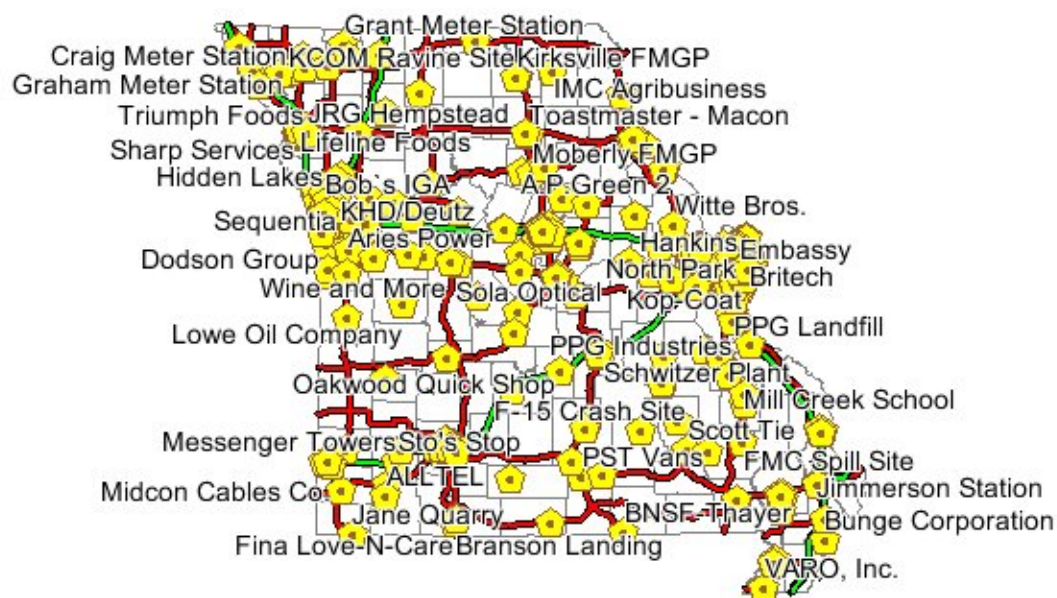 Grant Meter Station
Craig Meter Station KCOM Ravine Site Kirksville FMGP
Graham Meter Station IMC Agribusiness
Triumph Foods JRG Hempstead Toastmaster - Macon
Sharp Services Lifeline Foods Moberly FMGP
Hidden Lakes Bob`s IGA A.P. Green 2
Sequentia KHD/Deutz Witte Bros.
Aries Power Hankins Embassy
Dodson Group North Park Britech
Wine and More Sola Optical Kop-Coat
Lowe Oil Company PPG Industries PPG Landfill
Oakwood Quick Shop Schwitzer Plant
F-15 Crash Site Mill Creek School
Messenger Towers Sto's Stop Scott Tie
ALLTEL PST Vans FMC Spill Site
Midcon Cables Co Jimmerson Station
Jane Quarry BNSF-Thayer Bunge Corporation
Fina Love-N-Care Branson Landing
VARO, Inc.